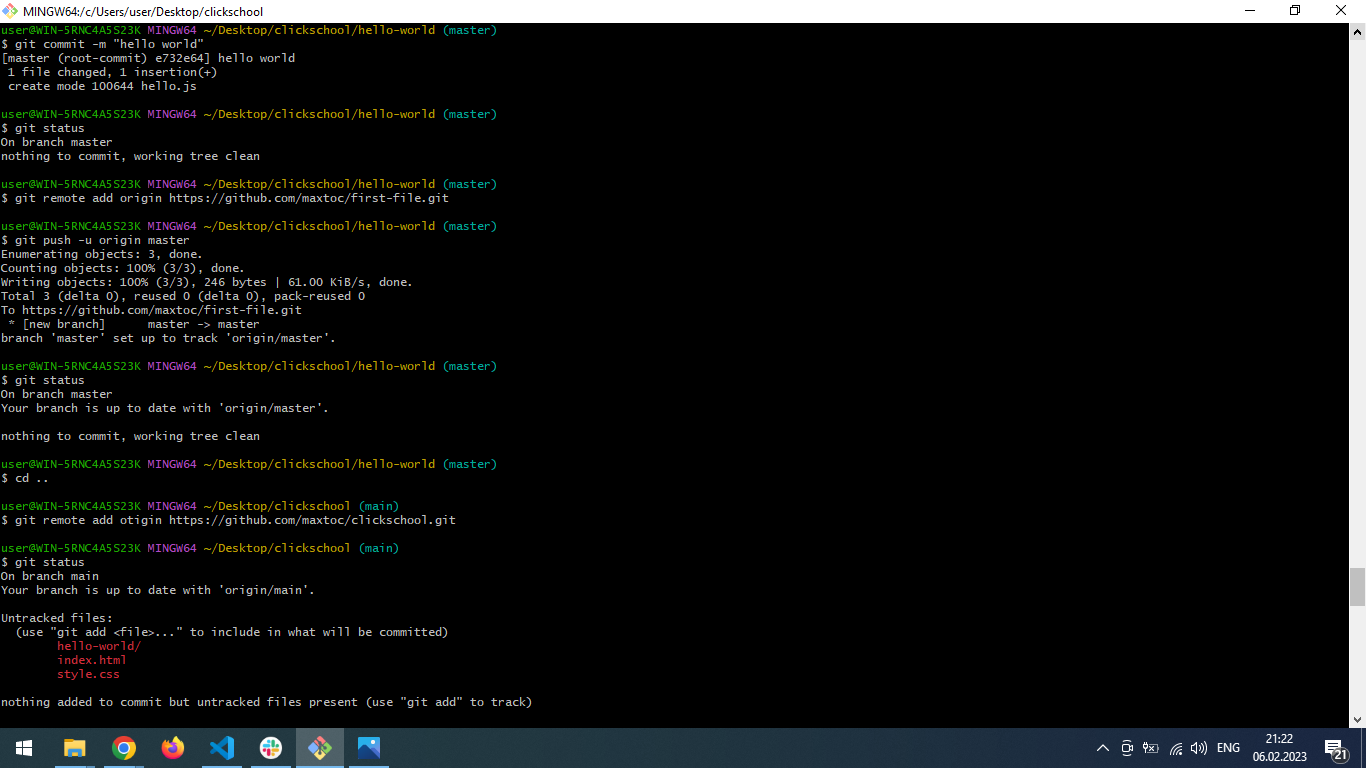 MINGW64:/c/Users/user/Desktop/clickschool
user@WIN-5RNC4A5S23K MINGW64 ~/Desktop/clickschool/hello-world (master)
$ git commit -m "hello world"
[master (root-commit) e732e64] hello world
 1 file changed, 1 insertion(+)
 create mode 100644 hello.js

user@WIN-5RNC4A5S23K MINGW64 ~/Desktop/clickschool/hello-world (master)
$ git status
On branch master
nothing to commit, working tree clean

user@WIN-5RNC4A5S23K MINGW64 ~/Desktop/clickschool/hello-world (master)
$ git remote add origin https://github.com/maxtoc/first-file.git

user@WIN-5RNC4A5S23K MINGW64 ~/Desktop/clickschool/hello-world (master)
$ git push -u origin master
Enumerating objects: 3, done.
Counting objects: 100% (3/3), done.
Writing objects: 100% (3/3), 246 bytes | 61.00 KiB/s, done.
Total 3 (delta 0), reused 0 (delta 0), pack-reused 0
To https://github.com/maxtoc/first-file.git
 * [new branch]      master -> master
branch 'master' set up to track 'origin/master'.

user@WIN-5RNC4A5S23K MINGW64 ~/Desktop/clickschool/hello-world (master)
$ git status
On branch master
Your branch is up to date with 'origin/master'.

nothing to commit, working tree clean

user@WIN-5RNC4A5S23K MINGW64 ~/Desktop/clickschool/hello-world (master)
$ cd ..

user@WIN-5RNC4A5S23K MINGW64 ~/Desktop/clickschool (main)
$ git remote add otigin https://github.com/maxtoc/clickschool.git

user@WIN-5RNC4A5S23K MINGW64 ~/Desktop/clickschool (main)
$ git status
On branch main
Your branch is up to date with 'origin/main'.

Untracked files:
  (use "git add <file>..." to include in what will be committed)
        hello-world/
        index.html
        style.css

nothing added to commit but untracked files present (use "git add" to track)
ENG
21:22
06.02.2023
21